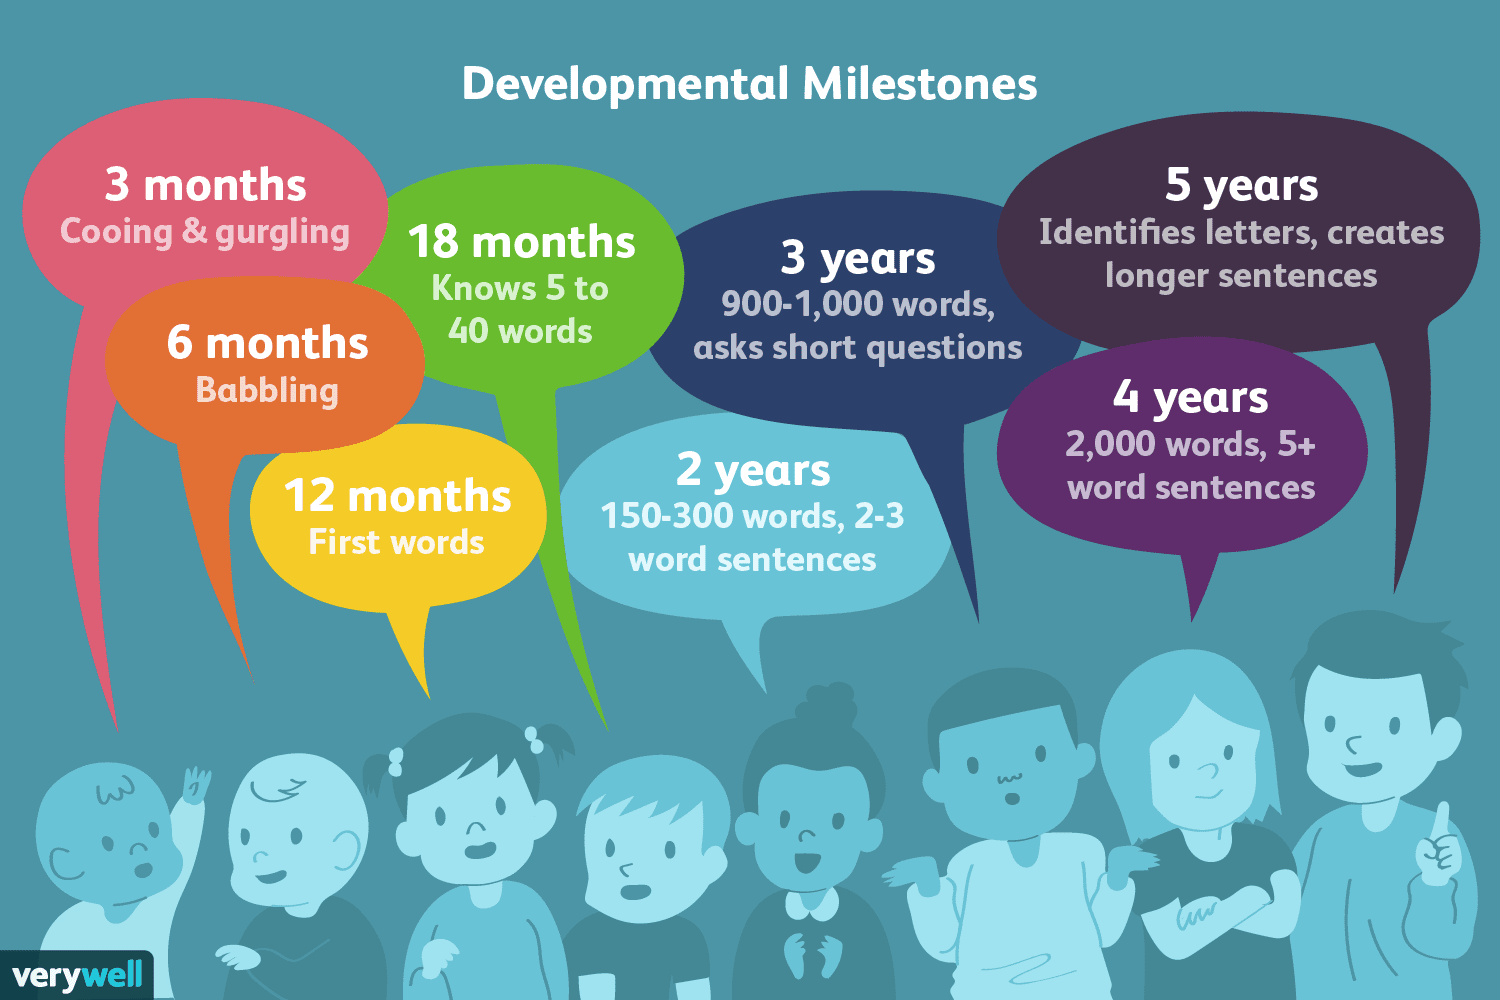 Developmental Milestones
3 months
Cooing & gurgling
6 months
Babbling
12 months
First words
18 months
Knows 5 to
40 words
2 years
150-300 words, 2-3
word sentences
3 years
900-1,000 words,
asks short questions
4 years
2,000 words, 5+
word sentences
5 years
Identifies letters, creates
longer sentences
verywell